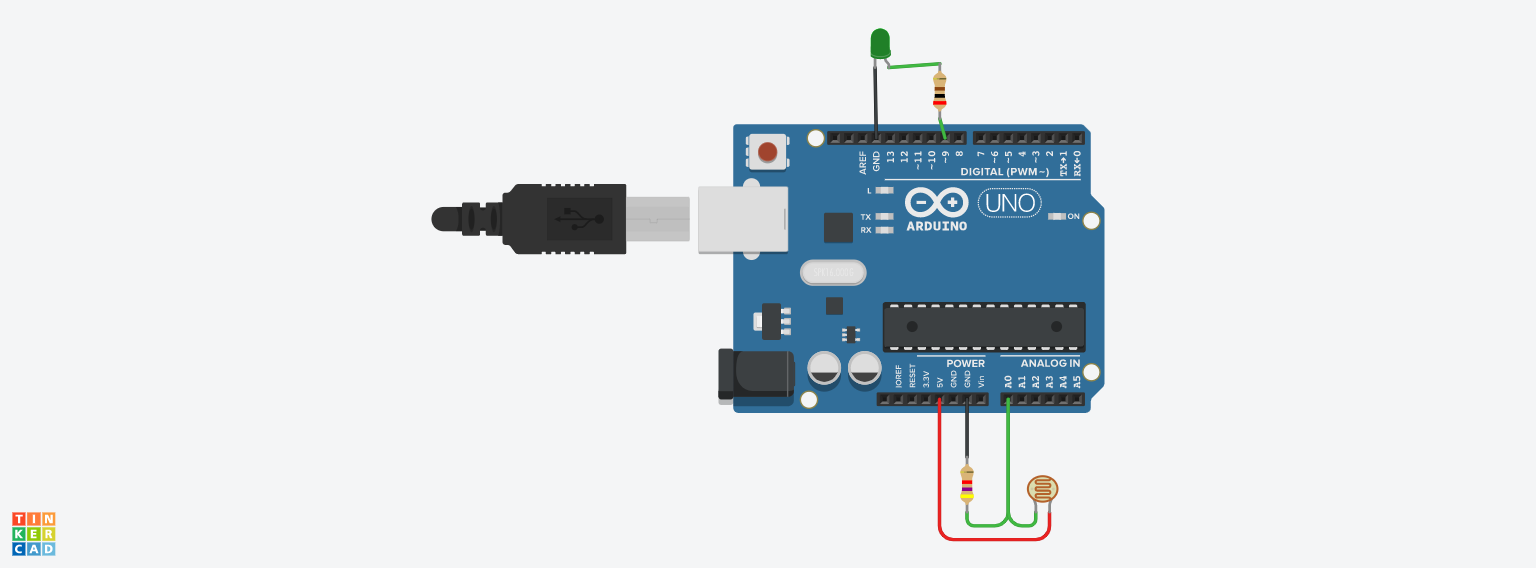 AREF
GND
13
12
~11
~10
~9
8
7
~6
~5
4
~3
2
TX→1
RX←0
DIGITAL (PWM~)
L
TX
RX
ARDUINO
UNO
ON
POWER
ANALOG IN
IOREF
RESET
3.3V
5V
GND
GND
Vin
A0
A1
A2
A3
A4
A5
TIN
KER
CAD